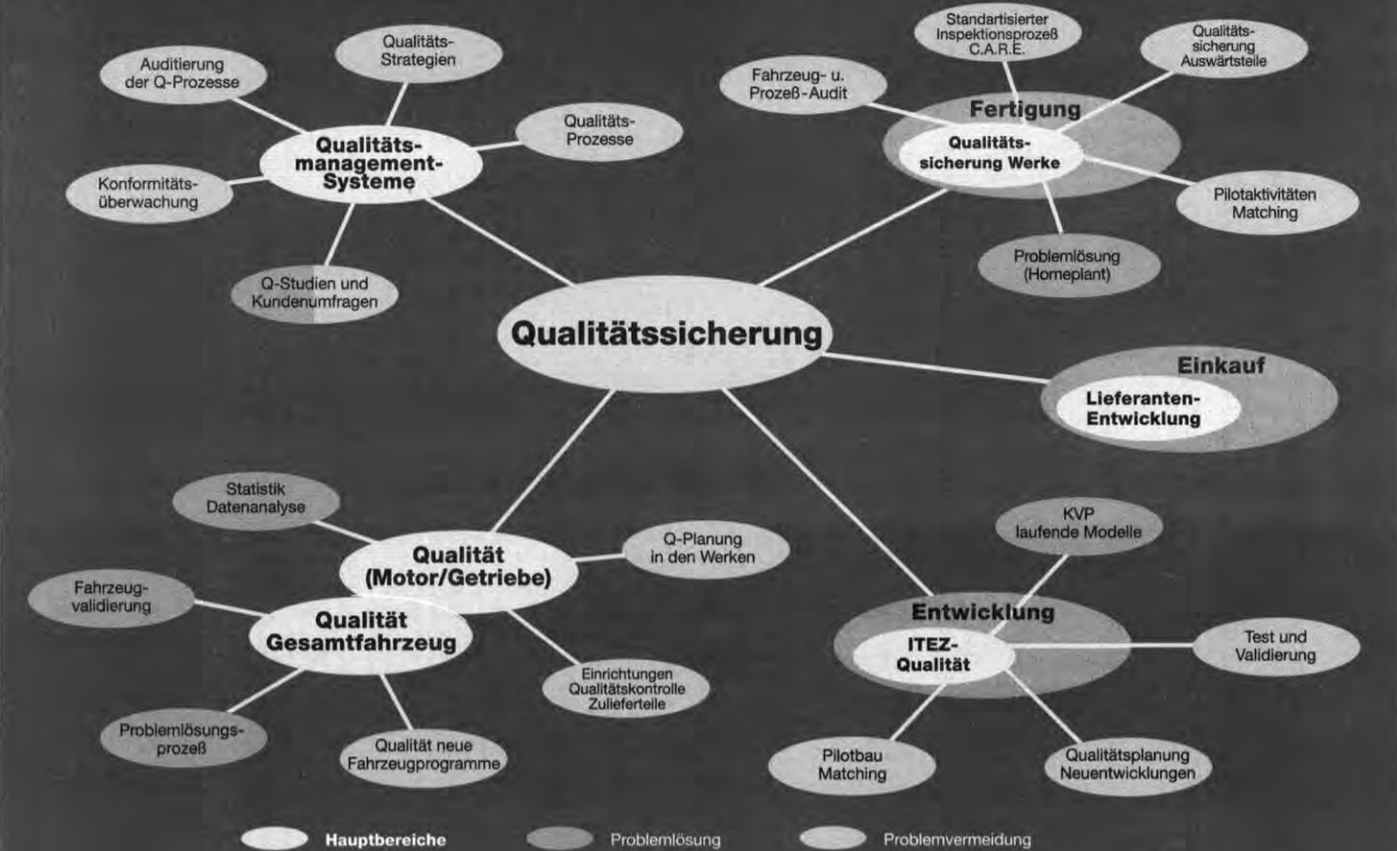 Auditierung
der Q-Prozesse
Qualitäts-
Strategien
Qualitäts-
Prozesse
Qualitäts-
management-
Systeme
Konformitäts-
überwachung
Q-Studien und
Kundenumfragen
Standartisierter
Inspektionsprozeß
C.A.R.E.
Qualitäts-
sicherung
Auswärtsteile
Fahrzeug- u.
Prozeß-Audit
Fertigung
Qualitäts-
sicherung Werke
Pilotaktivitäten
Matching
Problemlösung
(Homeplant)
Qualitätssicherung
Einkauf
Lieferanten-
Entwicklung
Statistik
Datenanalyse
Qualität
(Motor/Getriebe)
Q-Planung
in den Werken
Fahrzeug-
validierung
Qualität
Gesamtfahrzeug
Einrichtungen
Qualitätskontrolle
Zulieferteile
Problemlösungs-
prozeß
Qualität neue
Fahrzeugprogramme
KVP
laufende Modelle
Entwicklung
ITEZ-
Qualität
Test und
Validierung
Pilotbau
Matching
Qualitätsplanung
Neuentwicklungen
Hauptbereiche
Problemlösung
Problemvermeidung